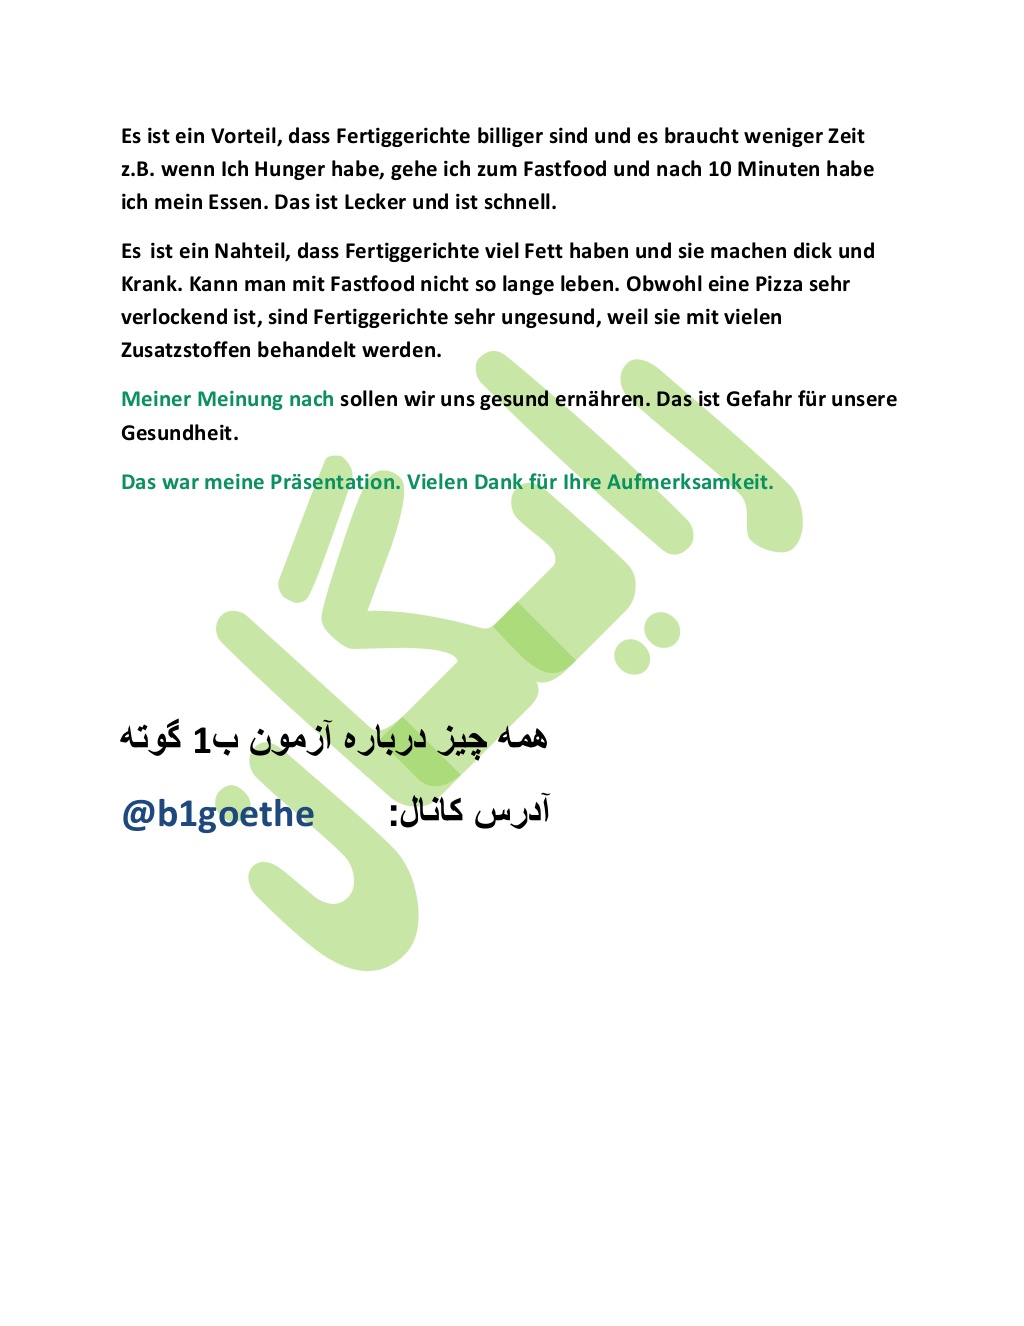 Es ist ein Vorteil, dass Fertiggerichte billiger sind und es braucht weniger Zeit
z.B. wenn Ich Hunger habe, gehe ich zum Fastfood und nach 10 Minuten habe
ich mein Essen. Das ist Lecker und ist schnell.
Es ist ein Nahteil, dass Fertiggerichte viel Fett haben und sie machen dick und
Krank. Kann man mit Fastfood nicht so lange leben. Obwohl eine Pizza sehr
verlockend ist, sind Fertiggerichte sehr ungesund, weil sie mit vielen
Zusatzstoffen behandelt werden.
Meiner Meinung nach sollen wir uns gesund ernähren. Das ist Gefahr für unsere
Gesundheit.
Das war meine Präsentation. Vielen Dank für Ihre Aufmerksamkeit.
رایگان
همه چیز درباره آزمون ب1 گوته
آدرس کانال: @b1goethe